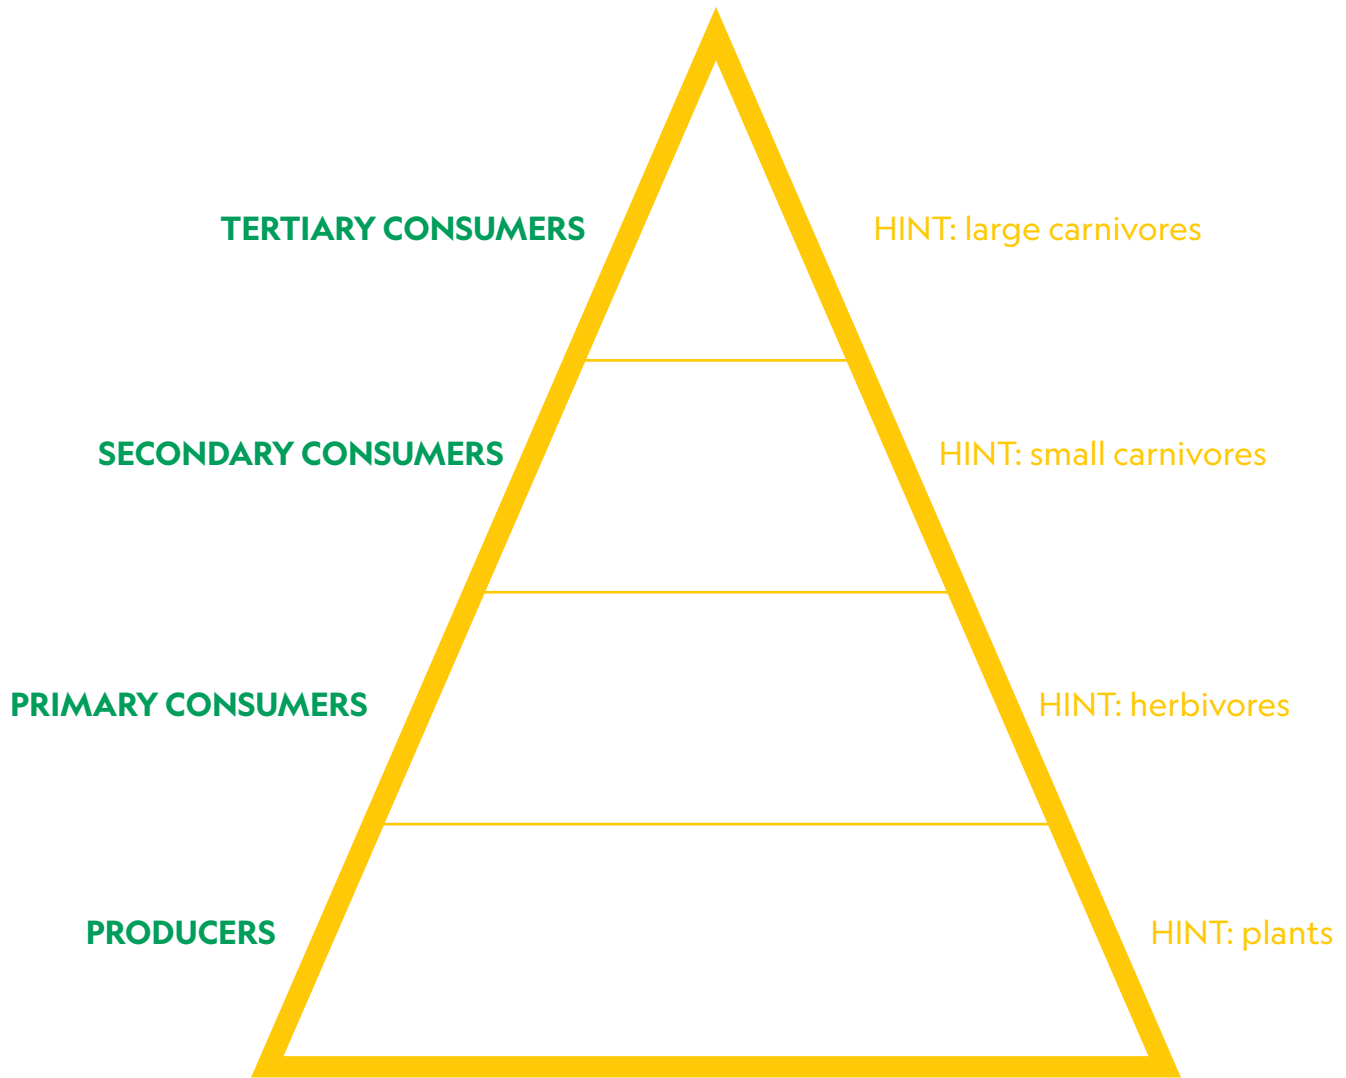 TERTIARY CONSUMERS
HINT: large carnivores
SECONDARY CONSUMERS
HINT: small carnivores
PRIMARY CONSUMERS
HINT: herbivores
PRODUCERS
HINT: plants